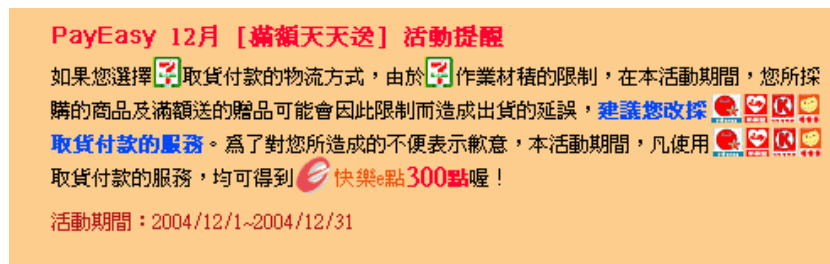 PayEasy 12月 [滿額天天送] 活動提醒
如果您選擇取貨付款的物流方式，由於作業材積的限制，在本活動期間，您所採
購的商品及滿額送的贈品可能會因此限制而造成出貨的延誤，建議您改採
取貨付款的服務。為了對您所造成的不便表示歉意，本活動期間，凡使用
取貨付款的服務，均可得到 快樂e點300點喔！
活動期間：2004/12/1~2004/12/31